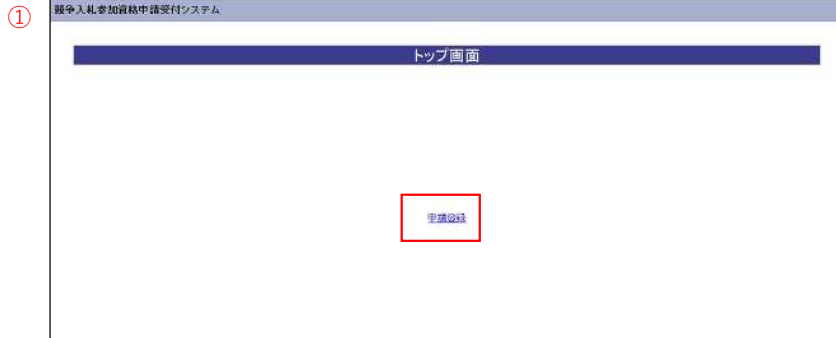 ①
競争入札参加資格申請受付システム
トップ画面
申請登録